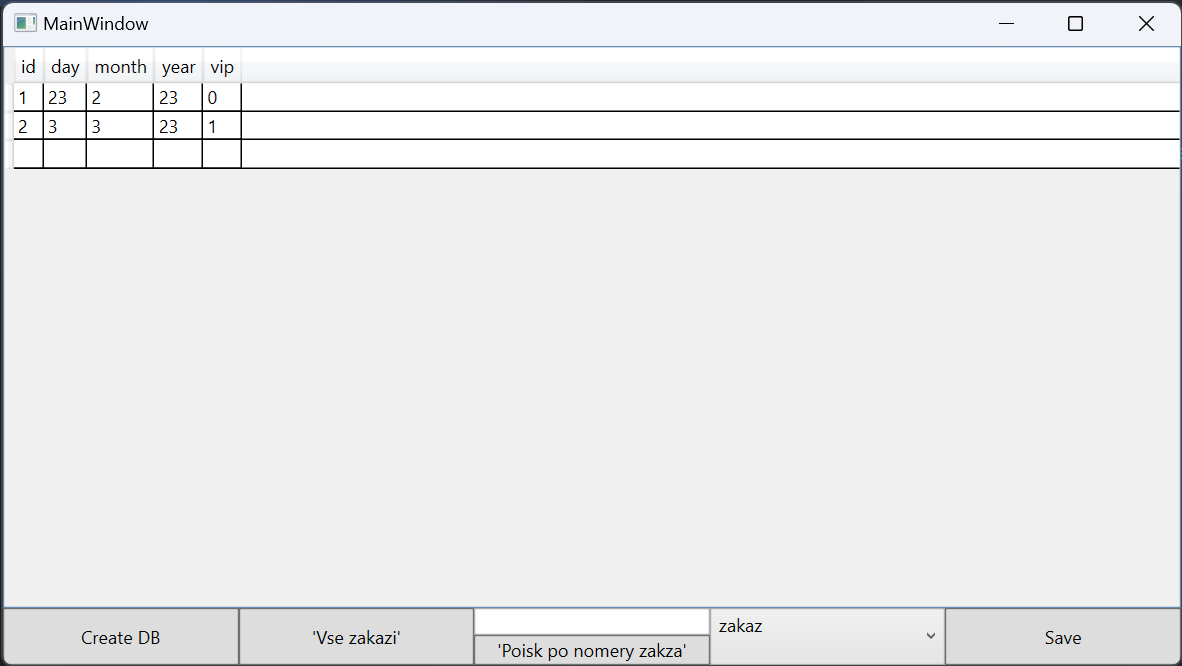 MainWindow
id day month year vip
1 23 2 23 0
2 3 3 23 1
Create DB
'Vse zakazi'
'Poisk po nomery zakza'
zakaz
Save